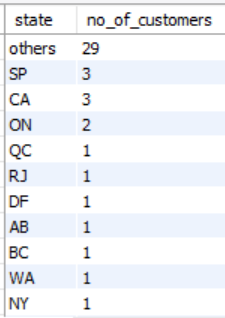 state no_of_customers
others 29
SP 3
CA 3
ON 2
QC 1
RJ 1
DF 1
AB 1
BC 1
WA 1
NY 1